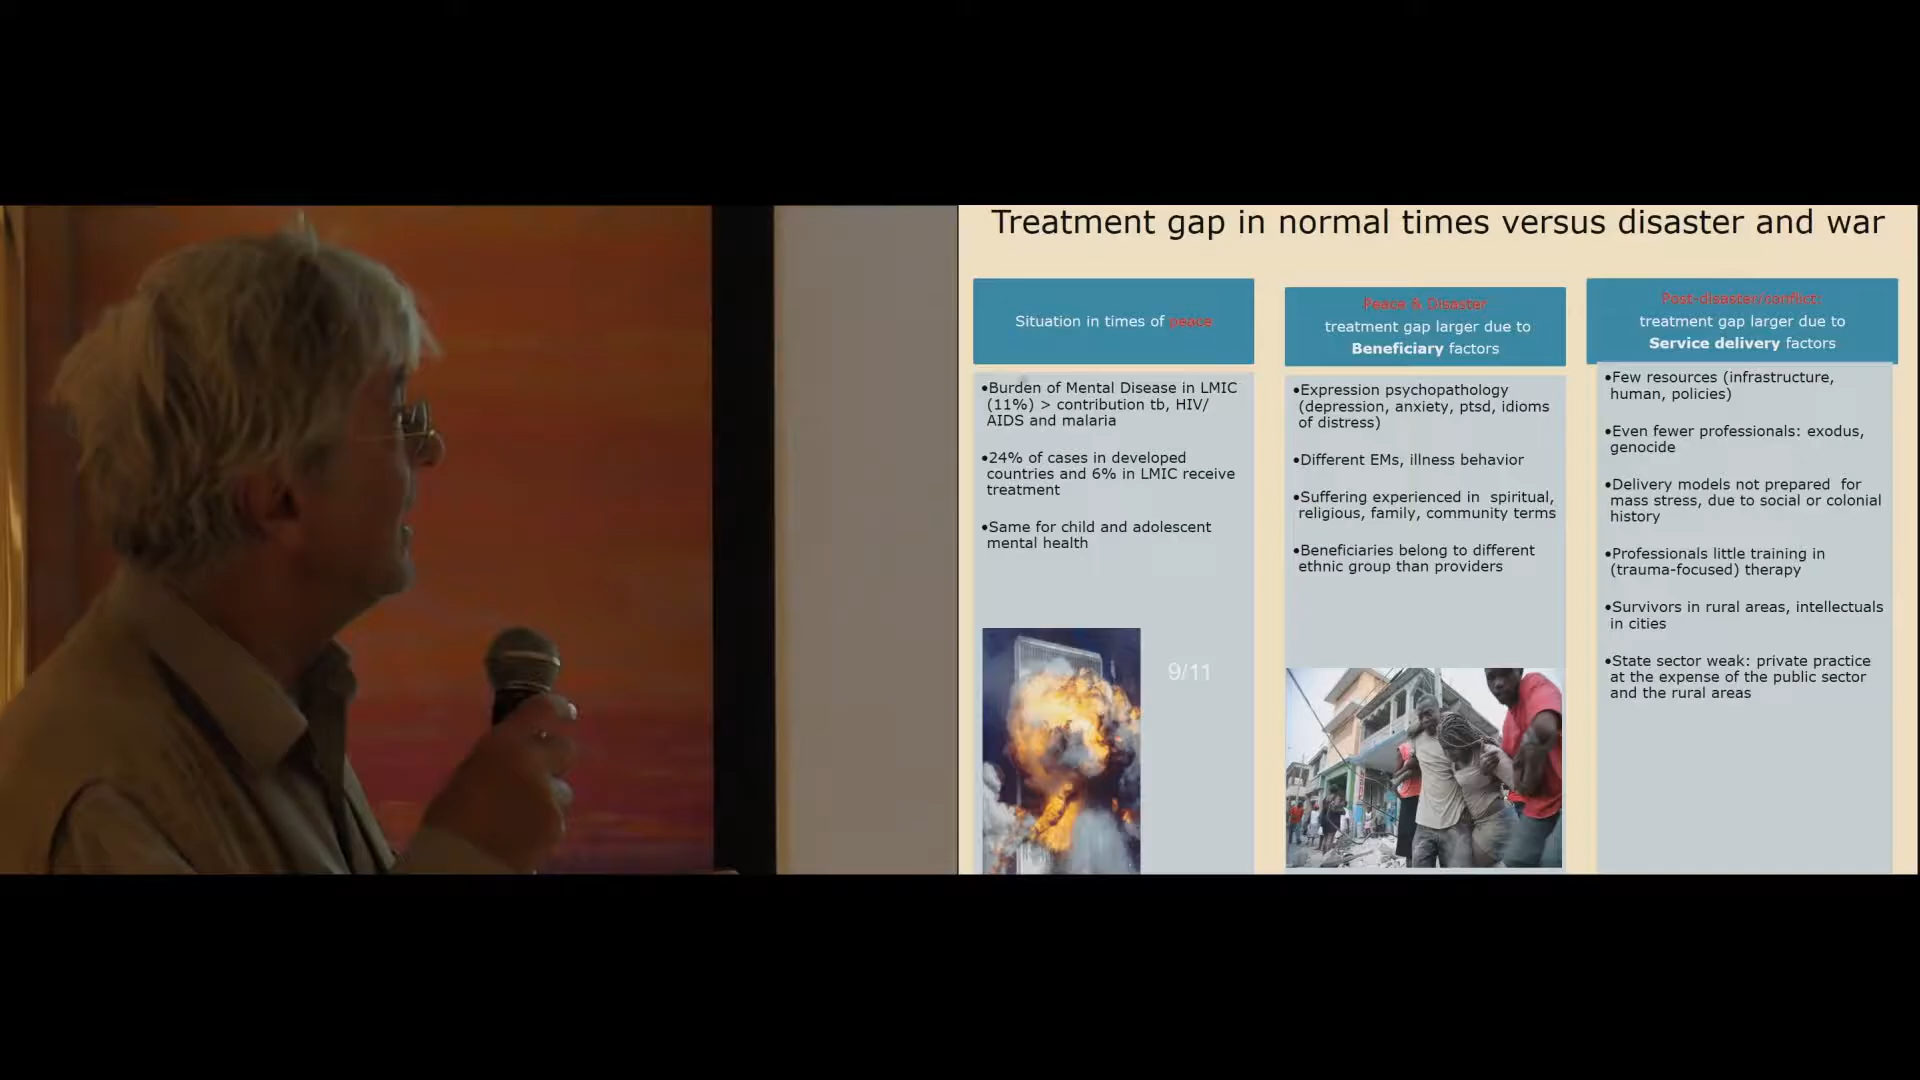 Treatment gap in normal times versus disaster and war
Situation in times of peace
•Burden of Mental Disease in LMIC
(11%) > contribution tb, HIV/
AIDS and malaria
•24% of cases in developed
countries and 6% in LMIC receive
treatment
•Same for child and adolescent
mental health
9/11
Peace & Disaster
treatment gap larger due to
Beneficiary factors
•Expression psychopathology
(depression, anxiety, ptsd, idioms
of distress)
•Different EMs, illness behavior
•Suffering experienced in spiritual,
religious, family, community terms
•Beneficiaries belong to different
ethnic group than providers
Post-disaster/conflict:
treatment gap larger due to
Service delivery factors
•Few resources (infrastructure,
human, policies)
•Even fewer professionals: exodus,
genocide
•Delivery models not prepared for
mass stress, due to social or colonial
history
•Professionals little training in
(trauma-focused) therapy
•Survivors in rural areas, intellectuals
in cities
•State sector weak: private practice
at the expense of the public sector
and the rural areas